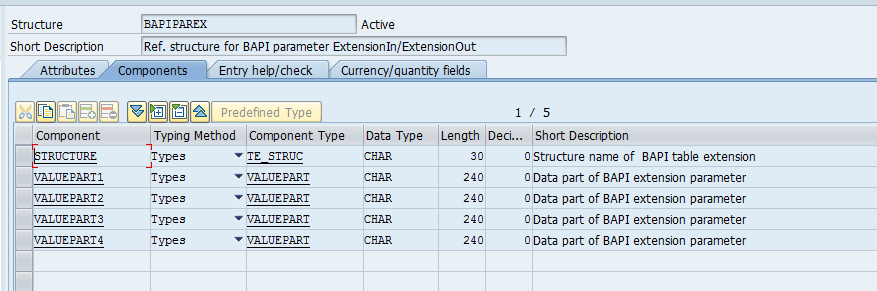 Structure BAPIPAREX Active
Short Description Ref. structure for BAPI parameter ExtensionIn/ExtensionOut
Attributes Components Entry help/check Currency/quantity fields
Predefined Type 1 / 5
Component Typing Method Component Type Data Type Length Deci... Short Description
STRUCTURE Types TE_STRUC CHAR 30 0 Structure name of  BAPI table extension
VALUEPART1 Types VALUEPART CHAR 240 0 Data part of BAPI extension parameter
VALUEPART2 Types VALUEPART CHAR 240 0 Data part of BAPI extension parameter
VALUEPART3 Types VALUEPART CHAR 240 0 Data part of BAPI extension parameter
VALUEPART4 Types VALUEPART CHAR 240 0 Data part of BAPI extension parameter